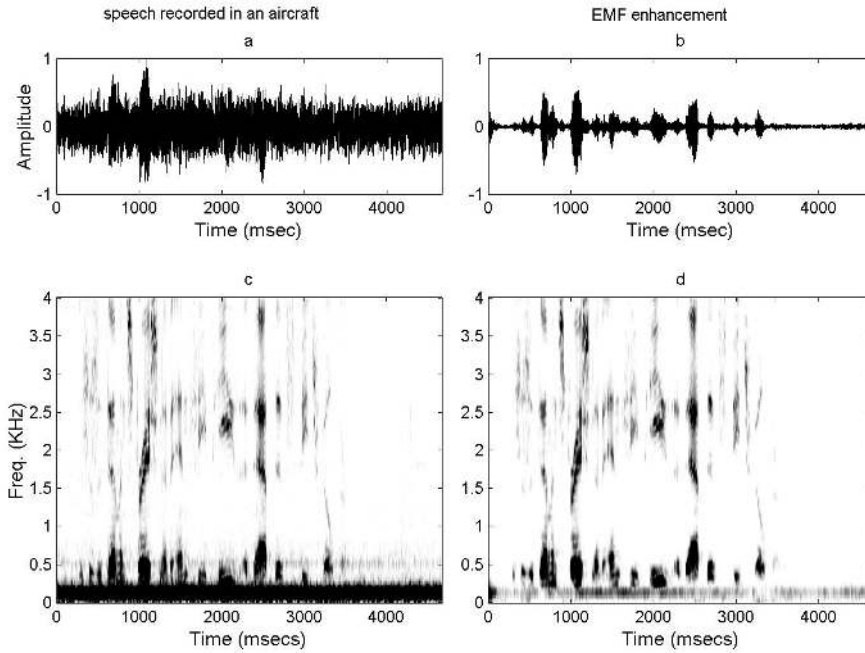 speech recorded in an aircraft
EMF enhancement
a
b
1
0
-1
Amplitude
0 1000 2000 3000 4000
Time (msec)
1
0
-1
0 1000 2000 3000 4000
Time (msec)
c
d
4
3.5
3
2.5
2
1.5
1
0.5
0
Freq. (KHz)
0 1000 2000 3000 4000
Time (msecs)
4
3.5
3
2.5
2
1.5
1
0.5
0
0 1000 2000 3000 4000
Time (msecs)